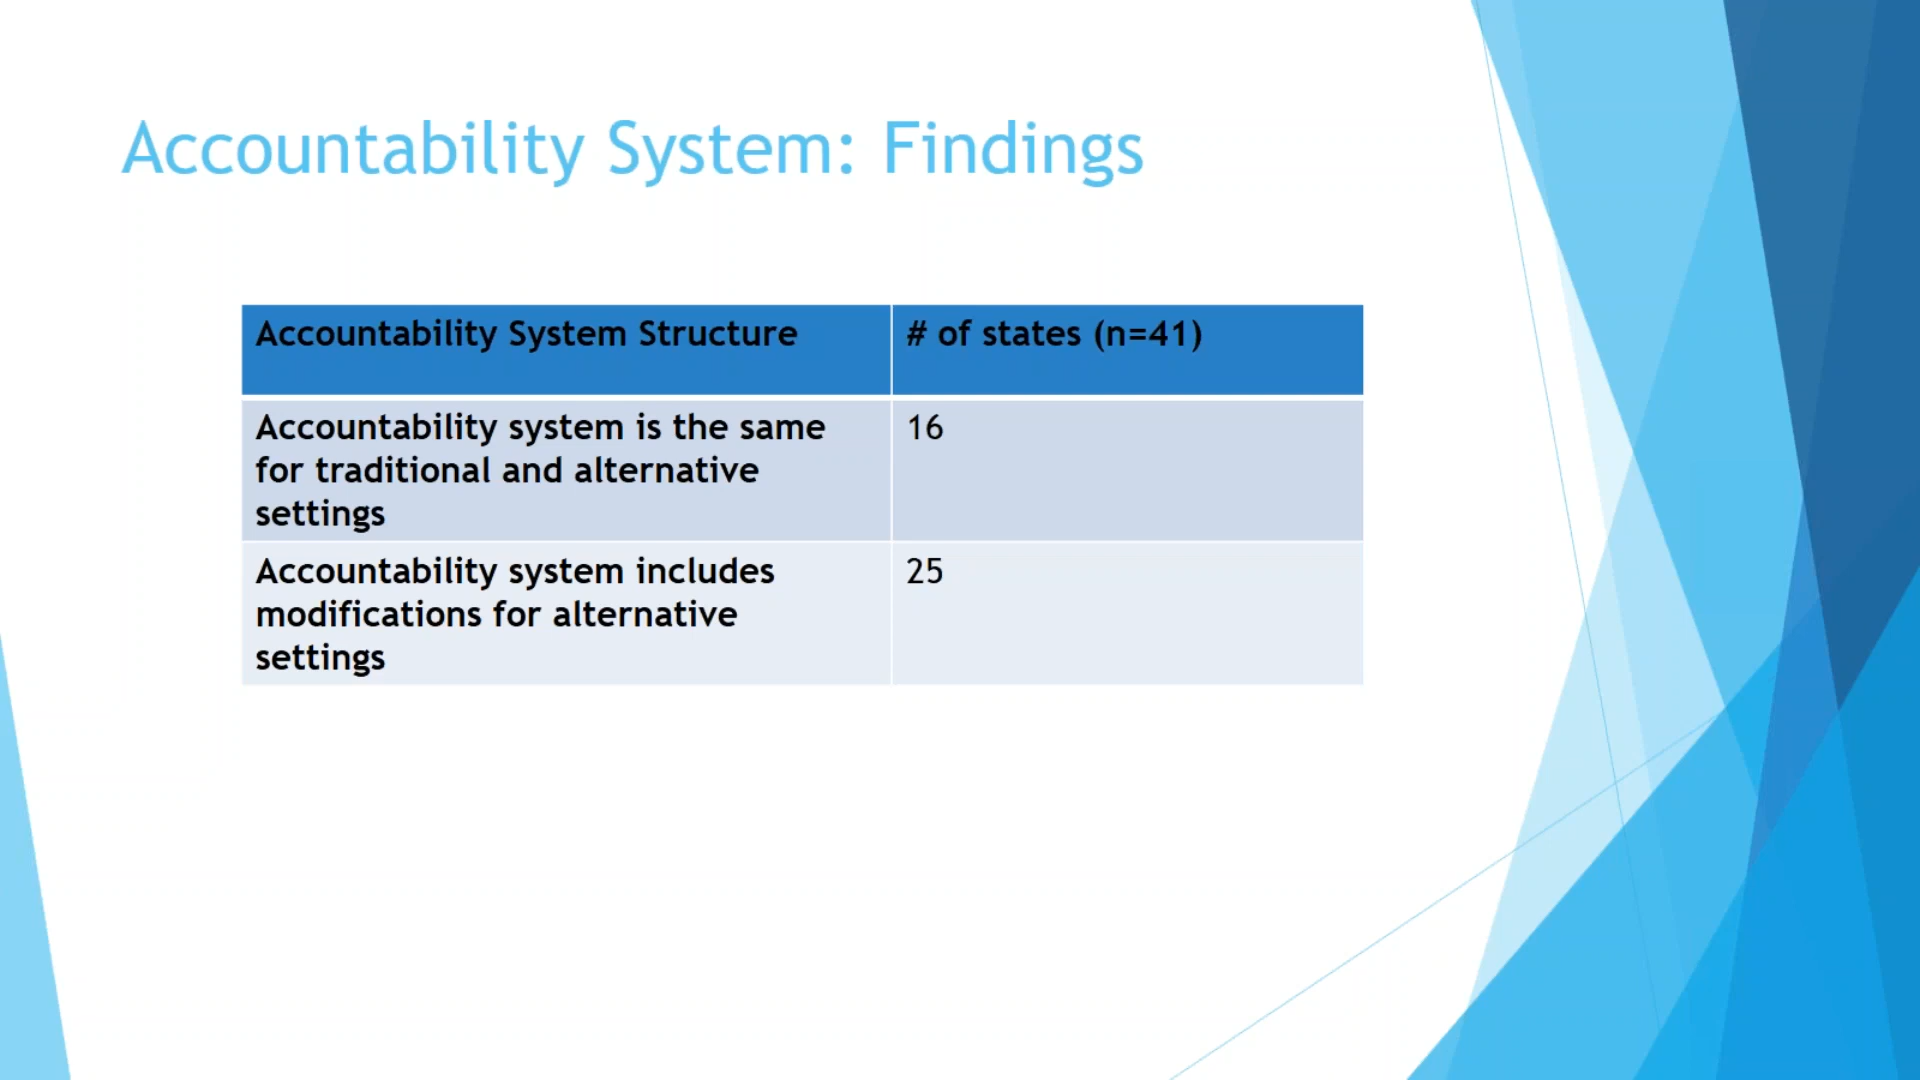 Accountability System: Findings
Accountability System Structure
# of states (n=41)
Accountability system is the same
for traditional and alternative
settings
16
Accountability system includes
modifications for alternative
settings
25